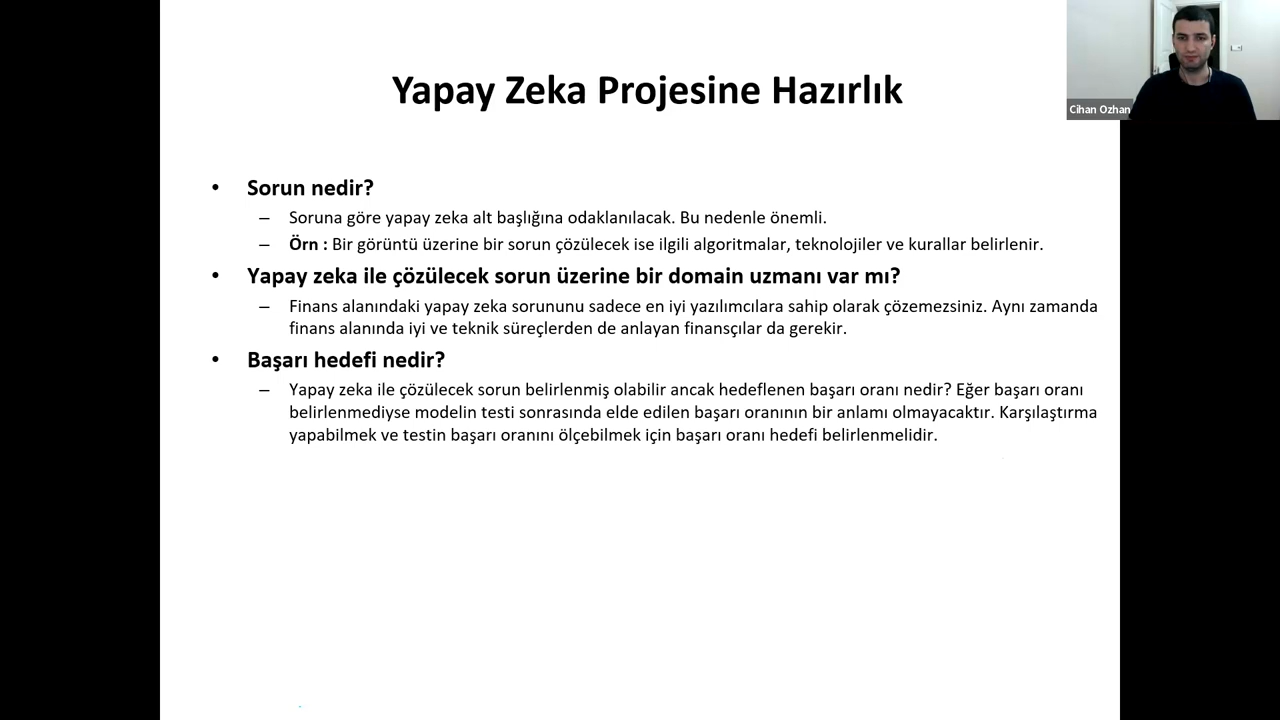 Yapay Zeka Projesine Hazırlık
Cihan Ozhan
• Sorun nedir?
– Soruna göre yapay zeka alt başlığına odaklanılacak. Bu nedenle önemli.
– Örn : Bir görüntü üzerine bir sorun çözülecek ise ilgili algoritmalar, teknolojiler ve kurallar belirlenir.
• Yapay zeka ile çözülecek sorun üzerine bir domain uzmanı var mı?
– Finans alanındaki yapay zeka sorununu sadece en iyi yazılımcılara sahip olarak çözemezsiniz. Aynı zamanda
finans alanında iyi ve teknik süreçlerden de anlayan finansçılar da gerekir.
• Başarı hedefi nedir?
– Yapay zeka ile çözülecek sorun belirlenmiş olabilir ancak hedeflenen başarı oranı nedir? Eğer başarı oranı
belirlenmediyse modelin testi sonrasında elde edilen başarı oranının bir anlamı olmayacaktır. Karşılaştırma
yapabilmek ve testin başarı oranını ölçebilmek için başarı oranı hedefi belirlenmelidir.